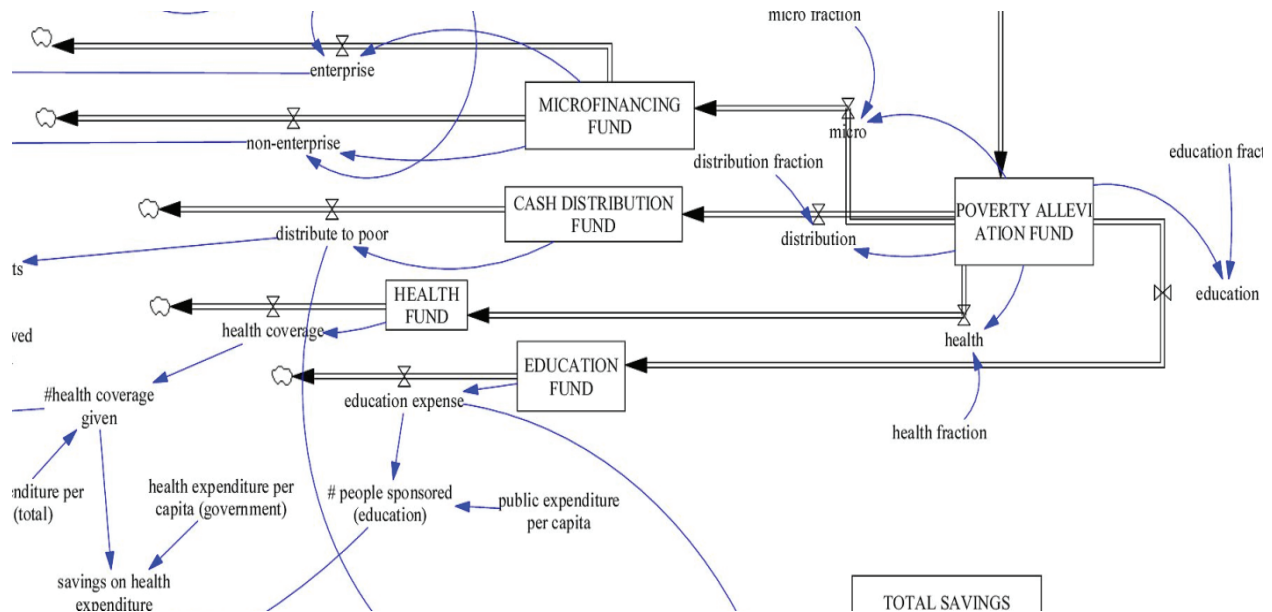 micro fraction
enterprise
MICROFINANCING
FUND
micro
non-enterprise
distribution fraction
education fract
CASH DISTRIBUTION
FUND
POVERTY ALLEVI
ATION FUND
distribute to poor
distribution
ts
education
HEALTH
FUND
health coverage
ved
health
EDUCATION
FUND
#health coverage
given
education expense
health fraction
enditure per
(total)
health expenditure per
capita (government)
# people sponsored
(education)
public expenditure
per capita
savings on health
expenditure
TOTAL SAVINGS